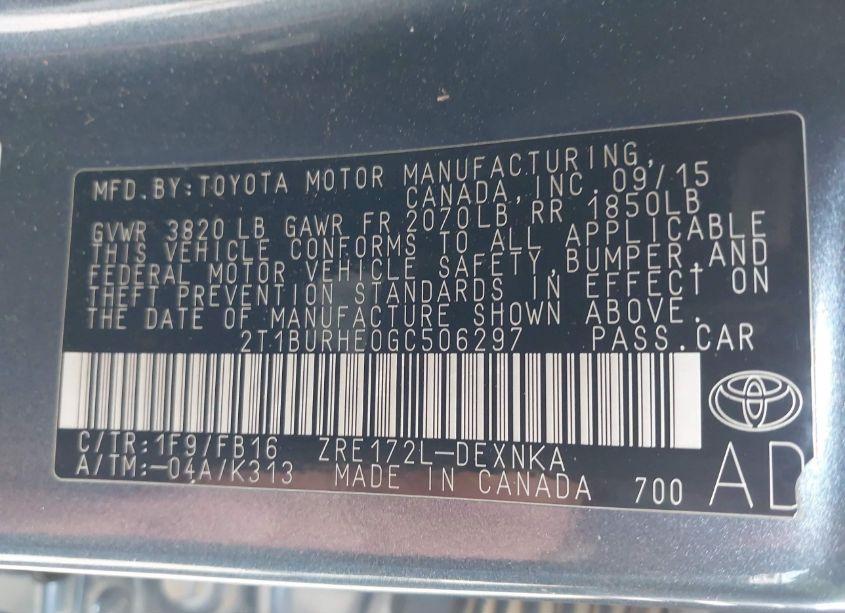 MFD.BY:TOYOTA MOTOR MANUFACTURING,
CANADA,INC. 09/15
GVWR 3820 LB GAWR FR 2070LB RR 1850LB
THIS VEHICLE CONFORMS TO ALL APPLICABLE
FEDERAL MOTOR VEHICLE SAFETY,BUMPER,AND
THEFT PREVENTION STANDARDS IN EFFECT ON
THE DATE OF MANUFACTURE SHOWN ABOVE.
2T1BURHE0GC506297 PASS.CAR
C/TR:1F9/FB16 ZRE172L-DEXNKA
A/TM:-04A/K313 MADE IN CANADA 700
AD